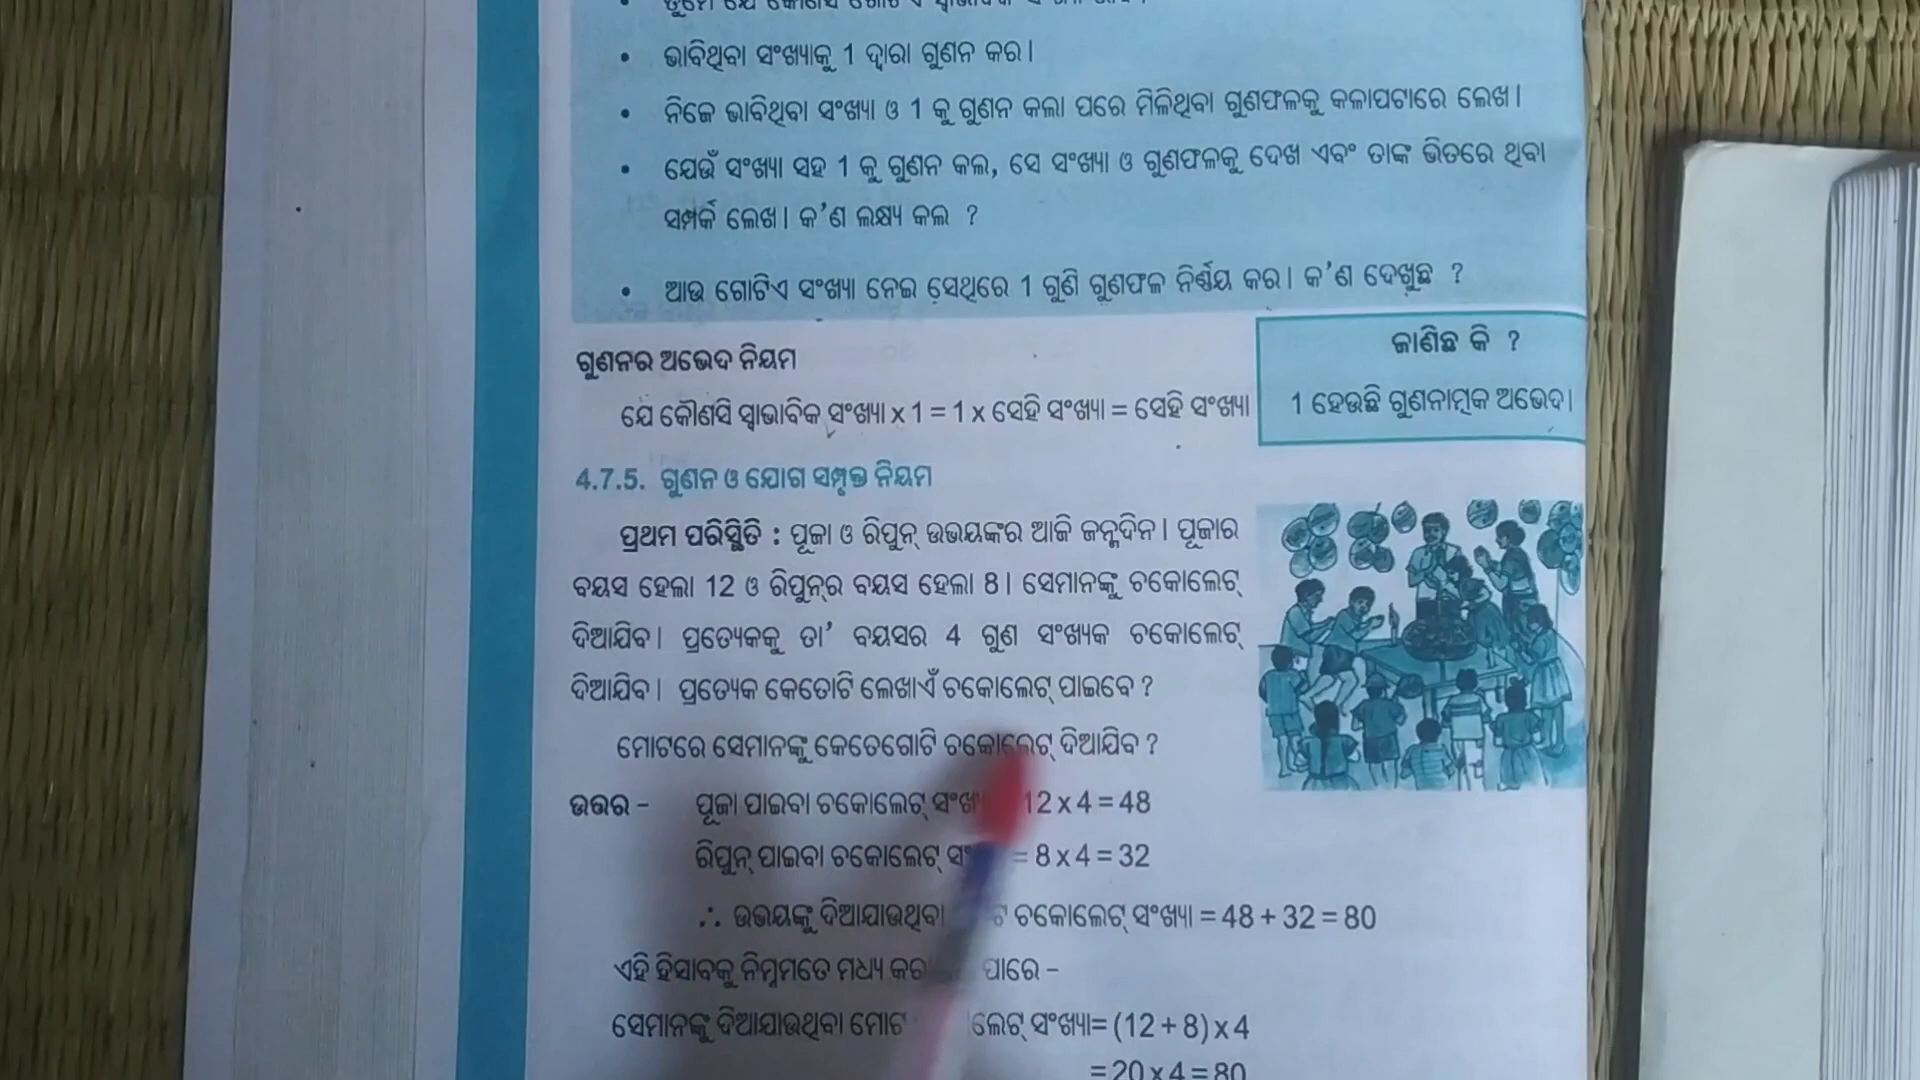 • ଭାବିଥିବା ସଂଖ୍ୟାକୁ 1 ଦ୍ୱାରା ଗୁଣନ କର।
• ନିଜେ ଭାବିଥିବା ସଂଖ୍ୟା ଓ 1 କୁ ଗୁଣନ କଲା ପରେ ମିଳିଥିବା ଗୁଣଫଳକୁ କଳାପଟାରେ ଲେଖ।
• ଯେଉଁ ସଂଖ୍ୟା ସହ 1 କୁ ଗୁଣନ କଲ, ସେ ସଂଖ୍ୟା ଓ ଗୁଣଫଳକୁ ଦେଖ ଏବଂ ତାଙ୍କ ଭିତରେ ଥିବା
ସମ୍ପର୍କ ଲେଖ। କ'ଣ ଲକ୍ଷ୍ୟ କଲ ?
• ଆଉ ଗୋଟିଏ ସଂଖ୍ୟା ନେଇ ସେଥିରେ 1 ଗୁଣି ଗୁଣଫଳ ନିର୍ଣ୍ଣୟ କର। କ'ଣ ଦେଖୁଛ ?
ଜାଣିଛ କି ?
1 ହେଉଛି ଗୁଣନାତ୍ମକ ଅଭେଦ।
ଗୁଣନର ଅଭେଦ ନିୟମ
ଯେ କୌଣସି ସ୍ୱାଭାବିକ ସଂଖ୍ୟା x 1 = 1 x ସେହି ସଂଖ୍ୟା = ସେହି ସଂଖ୍ୟା
4.7.5. ଗୁଣନ ଓ ଯୋଗ ସମ୍ପୃକ୍ତ ନିୟମ
ପ୍ରଥମ ପରିସ୍ଥିତି : ପୂଜା ଓ ରିପୁନ୍ ଉଭୟଙ୍କର ଆଜି ଜନ୍ମଦିନ। ପୂଜାର
ବୟସ ହେଲା 12 ଓ ରିପୁନ୍‌ର ବୟସ ହେଲା 8। ସେମାନଙ୍କୁ ଚକୋଲେଟ୍
ଦିଆଯିବ। ପ୍ରତ୍ୟେକକୁ ତା' ବୟସର 4 ଗୁଣ ସଂଖ୍ୟକ ଚକୋଲେଟ୍
ଦିଆଯିବ। ପ୍ରତ୍ୟେକ କେତୋଟି ଲେଖାଏଁ ଚକୋଲେଟ୍ ପାଇବେ ?
ମୋଟରେ ସେମାନଙ୍କୁ କେତେଗୋଟି ଚକୋଲେଟ୍ ଦିଆଯିବ ?
ଉତ୍ତର – ପୂଜା ପାଇବା ଚକୋଲେଟ୍ 12 x 4 = 48
ରିପୁନ୍ ପାଇବା ଚକୋଲେଟ୍ = 8 x 4 = 32
∴ ଉଭୟଙ୍କୁ ଦିଆଯାଉଥିବା ଚକୋଲେଟ୍ ସଂଖ୍ୟା = 48 + 32 = 80
ଏହି ହିସାବକୁ ନିମ୍ନମତେ ମଧ୍ୟ ପାରେ –
ସେମାନଙ୍କୁ ଦିଆଯାଉଥିବା ମୋଟ ସଂଖ୍ୟା= (12 + 8) x 4
= 20 x 4 = 80